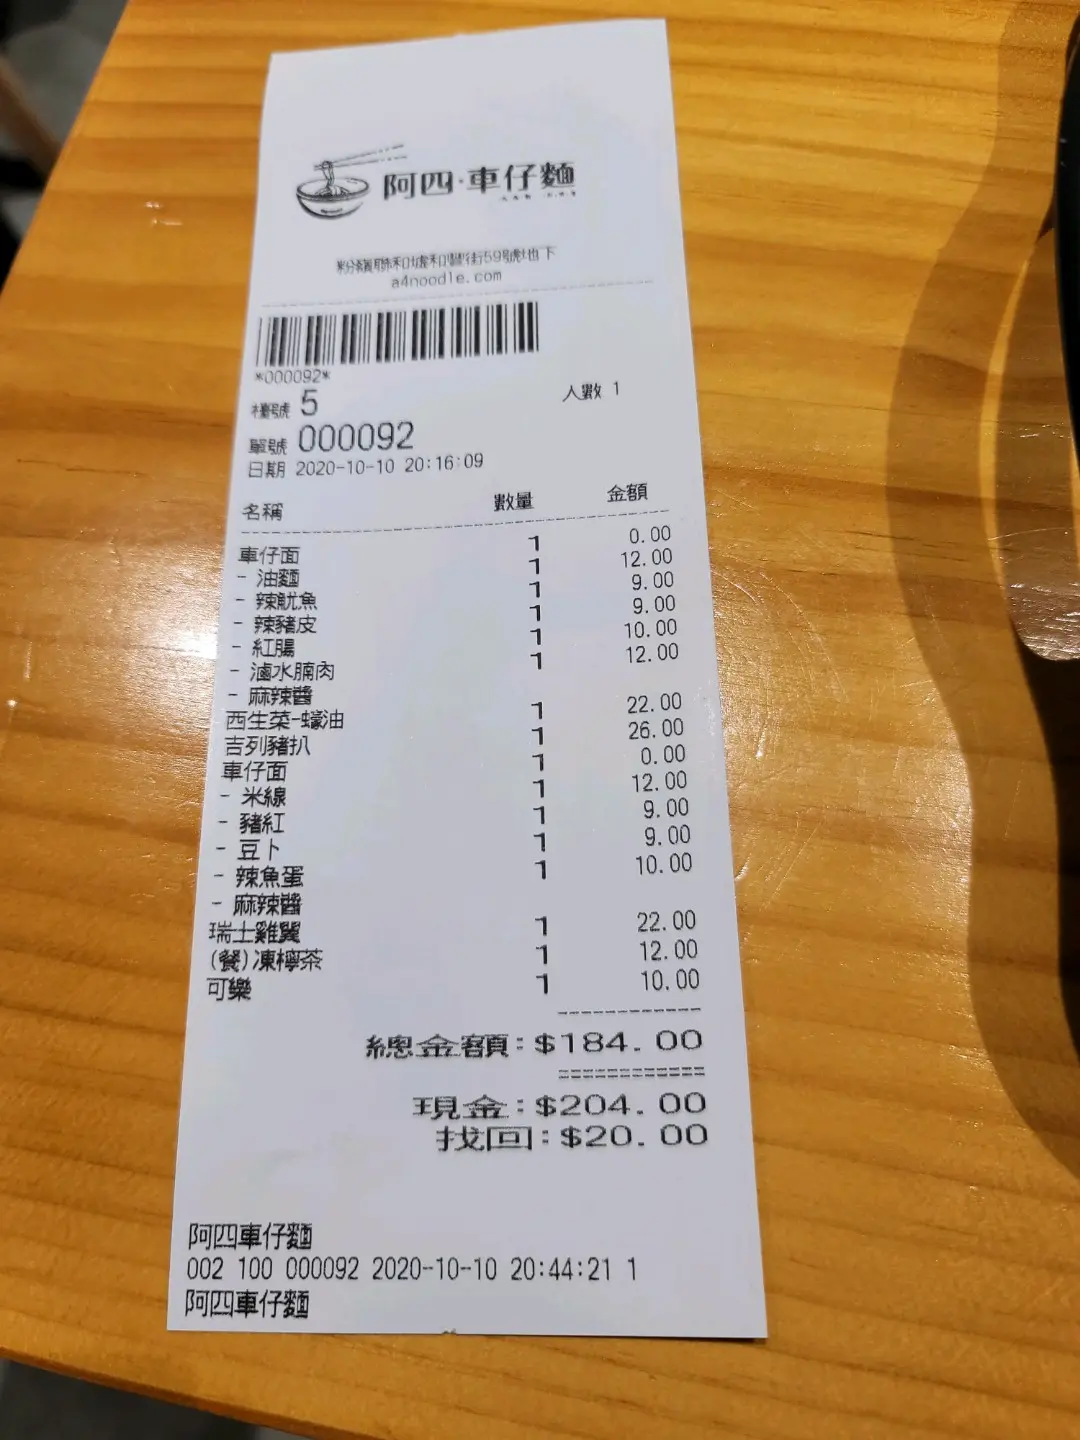 阿四·車仔麵
粉嶺聯和墟和豐街59號地下
a4noodle.com
*000092*
檯號 5 人數 1
單號 000092
日期 2020-10-10 20:16:09
名稱 數量 金額
車仔面 1 0.00
- 油麵 1 12.00
- 辣魷魚 1 9.00
- 辣豬皮 1 9.00
- 紅腸 1 10.00
- 滷水腩肉 1 12.00
- 麻辣醬
西生菜-蠔油 1 22.00
吉列豬扒 1 26.00
車仔面 1 0.00
- 米線 1 12.00
- 豬紅 1 9.00
- 豆卜 1 9.00
- 辣魚蛋 1 10.00
- 麻辣醬
瑞士雞翼 1 22.00
(餐)凍檸茶 1 12.00
可樂 1 10.00
總金額:$184.00
現金:$204.00
找回:$20.00
阿四車仔麵
002 100 000092 2020-10-10 20:44:21 1
阿四車仔麵